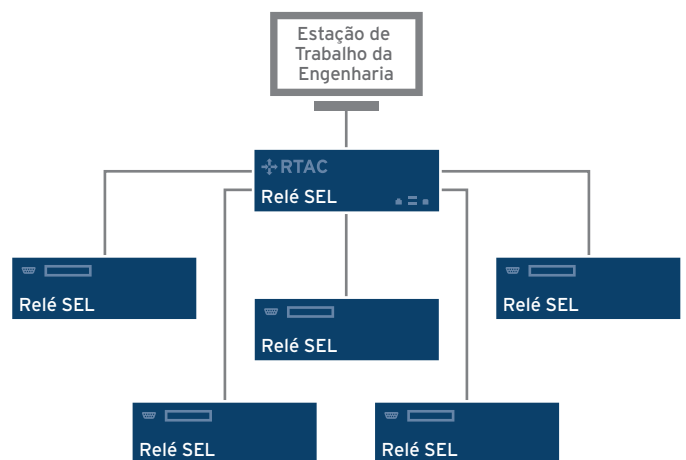 Estação de
Trabalho da
Engenharia
RTAC
Relé SEL
Relé SEL
Relé SEL
Relé SEL
Relé SEL
Relé SEL